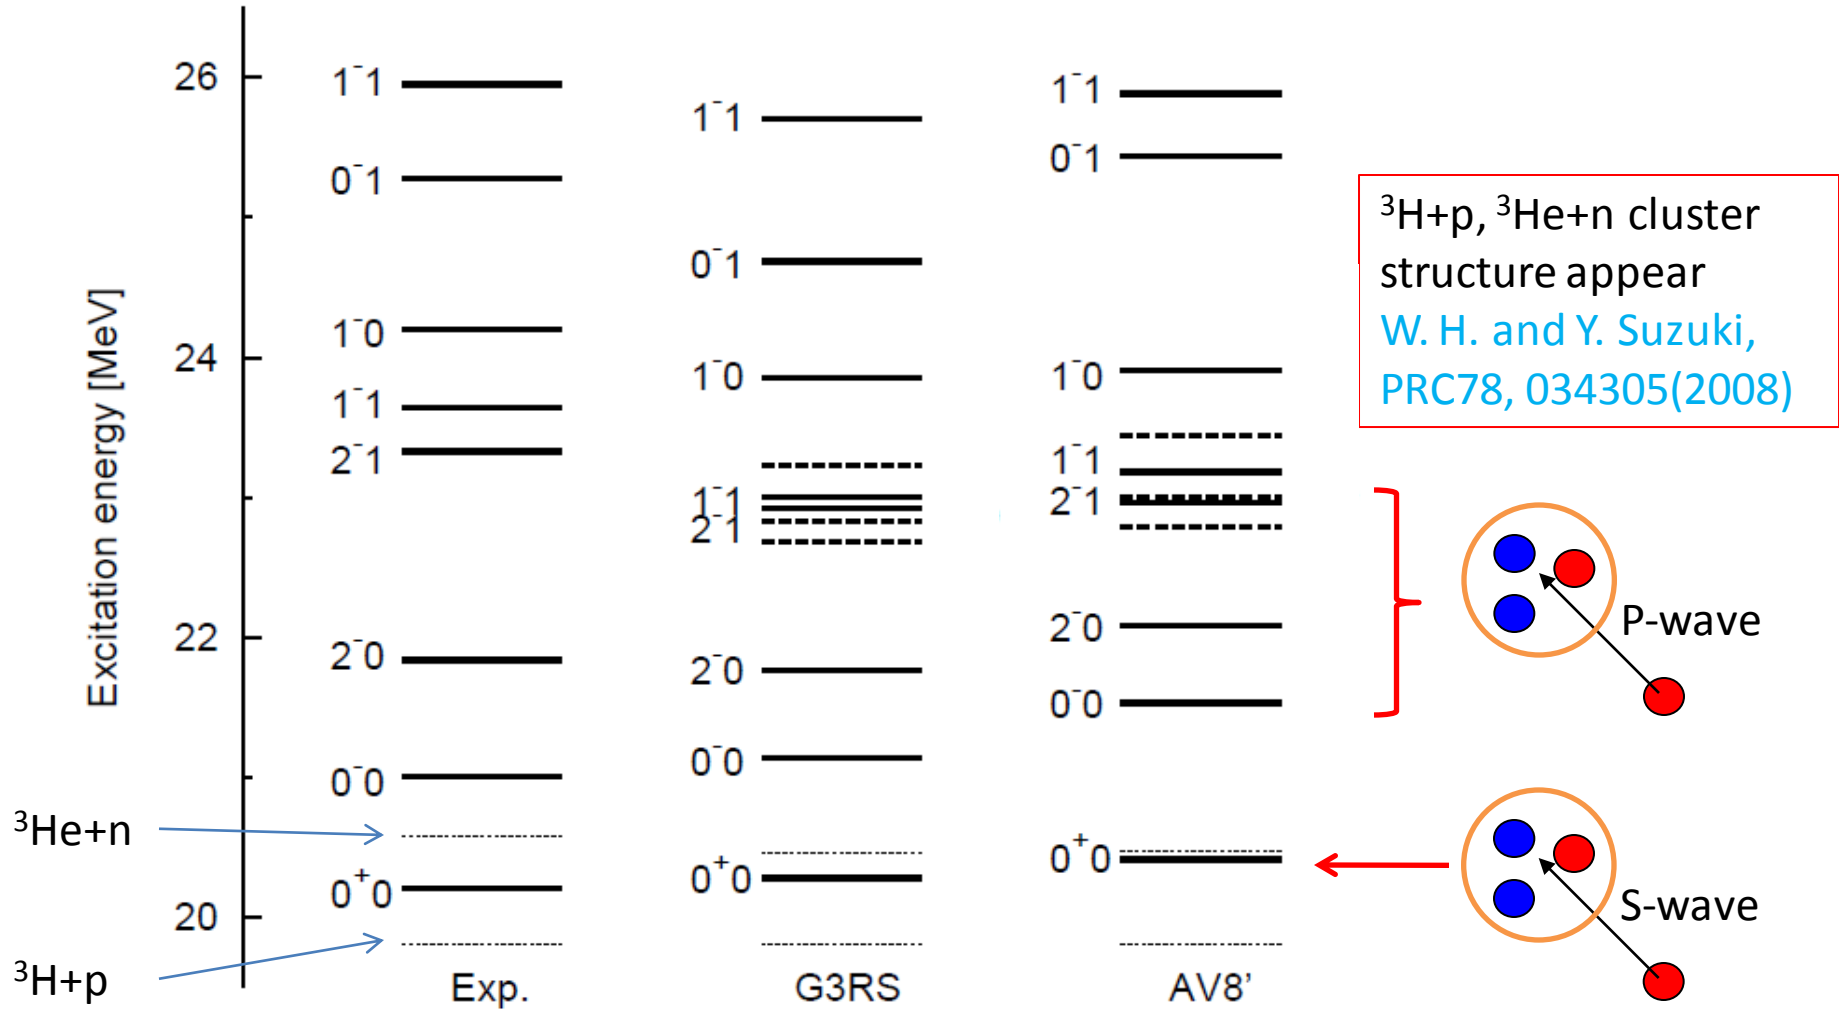 Excitation energy [MeV]
26
24
22
20
1⁻1
0⁻1
1⁻0
1⁻1
2⁻1
2⁻0
0⁻0
0⁺0
Exp.
³He+n
³H+p
1⁻1
0⁻1
1⁻0
1⁻1
2⁻1
2⁻0
0⁻0
0⁺0
G3RS
1⁻1
0⁻1
1⁻0
1⁻1
2⁻1
2⁻0
0⁻0
0⁺0
AV8’
³H+p, ³He+n cluster
structure appear
W. H. and Y. Suzuki,
PRC78, 034305(2008)
P-wave
S-wave